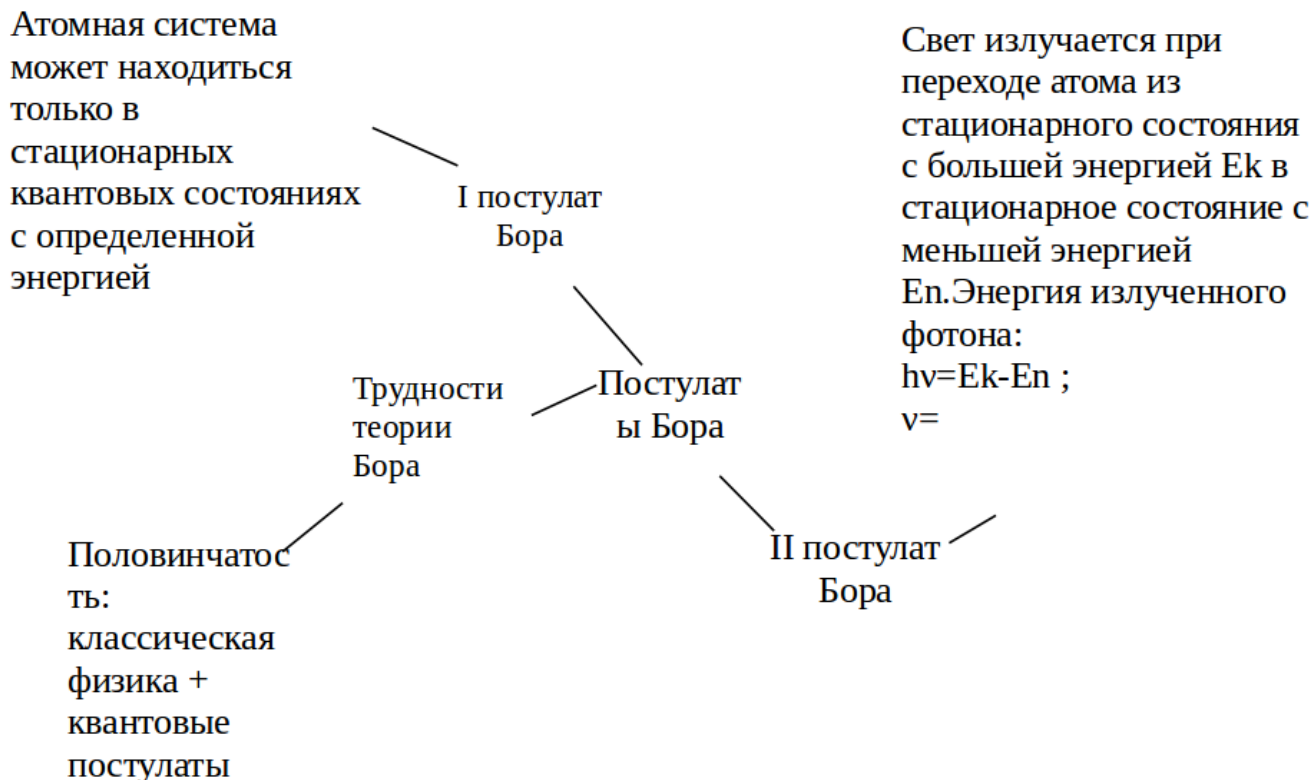 Атомная система
может находиться
только в
стационарных
квантовых состояниях
с определенной
энергией
I постулат
Бора
Свет излучается при
переходе атома из
стационарного состояния
с большей энергией Ek в
стационарное состояние с
меньшей энергией
En.Энергия излученного
фотона:
hν=Ek-En ;
ν=
Трудности
теории
Бора
Постулат
ы Бора
Половинчатос
ть:
классическая
физика +
квантовые
постулаты
II постулат
Бора